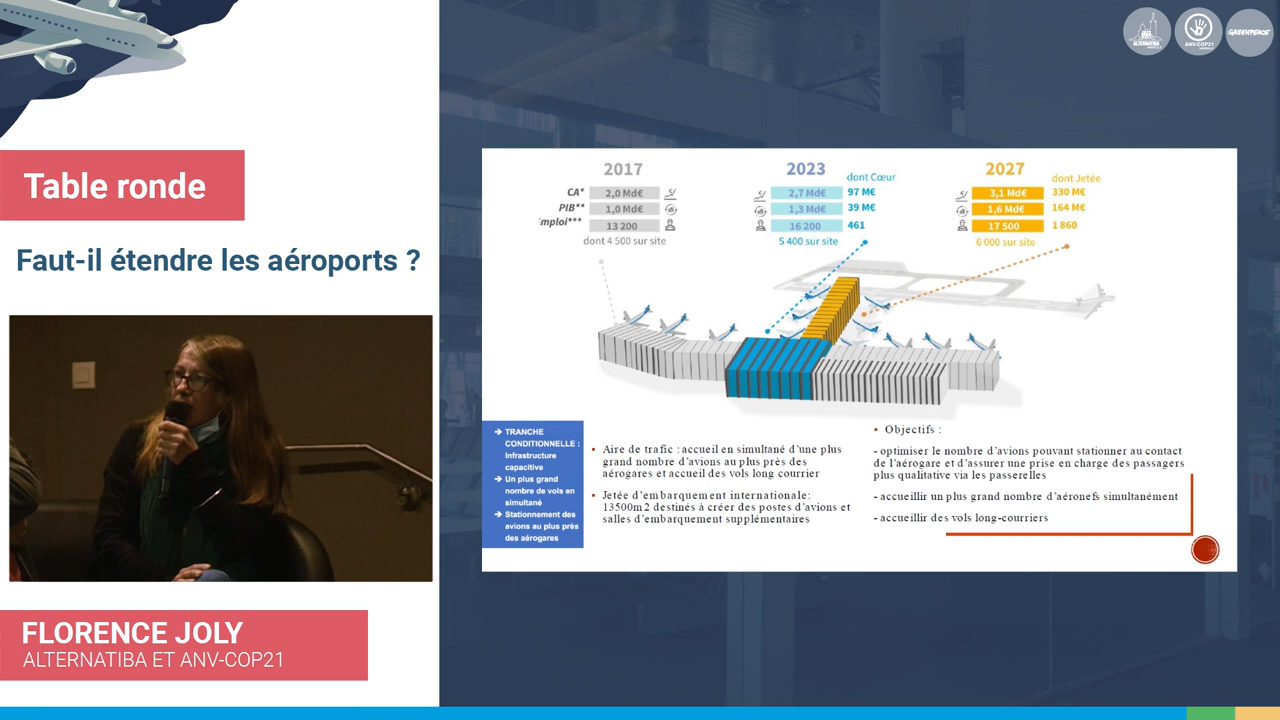 ALTERNATIBA
ANV-COP21
GREENPEACE
Table ronde
Faut-il étendre les aéroports ?
FLORENCE JOLY
ALTERNATIBA ET ANV-COP21
2017
2023
2027
dont Cœur
dont Jetée
CA*
2,0 Md€
2,7 Md€
97 M€
3,1 Md€
330 M€
PIB**
1,0 Md€
1,3 Md€
39 M€
1,6 Md€
164 M€
mploi***
13 200
16 200
461
17 500
1 860
dont 4 500 sur site
5 400 sur site
6 000 sur site
➔ TRANCHE
CONDITIONNELLE :
Infrastructure
capacitive
➔ Un plus grand
nombre de vols en
simultané
➔ Stationnement des
avions au plus près
des aérogares
▪ Aire de trafic : accueil en simultané d’une plus
grand nombre d’avions au plus près des
aérogares et accueil des vols long courrier
▪ Jetée d’embarquement internationale:
13500m2 destinés à créer des postes d’avions et
salles d’embarquement supplémentaires
▪ Objectifs :
- optimiser le nombre d’avions pouvant stationner au contact
de l’aérogare et d’assurer une prise en charge des passagers
plus qualitative via les passerelles
- accueillir un plus grand nombre d’aéronefs simultanément
- accueillir des vols long-courriers